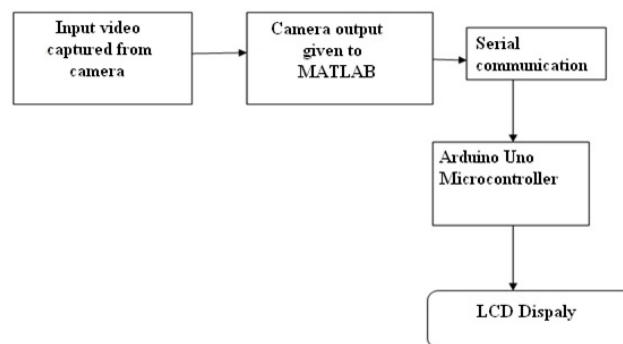 Input video
captured from
camera
Camera output
given to
MATLAB
Serial
communication
Arduino Uno
Microcontroller
LCD Dispaly